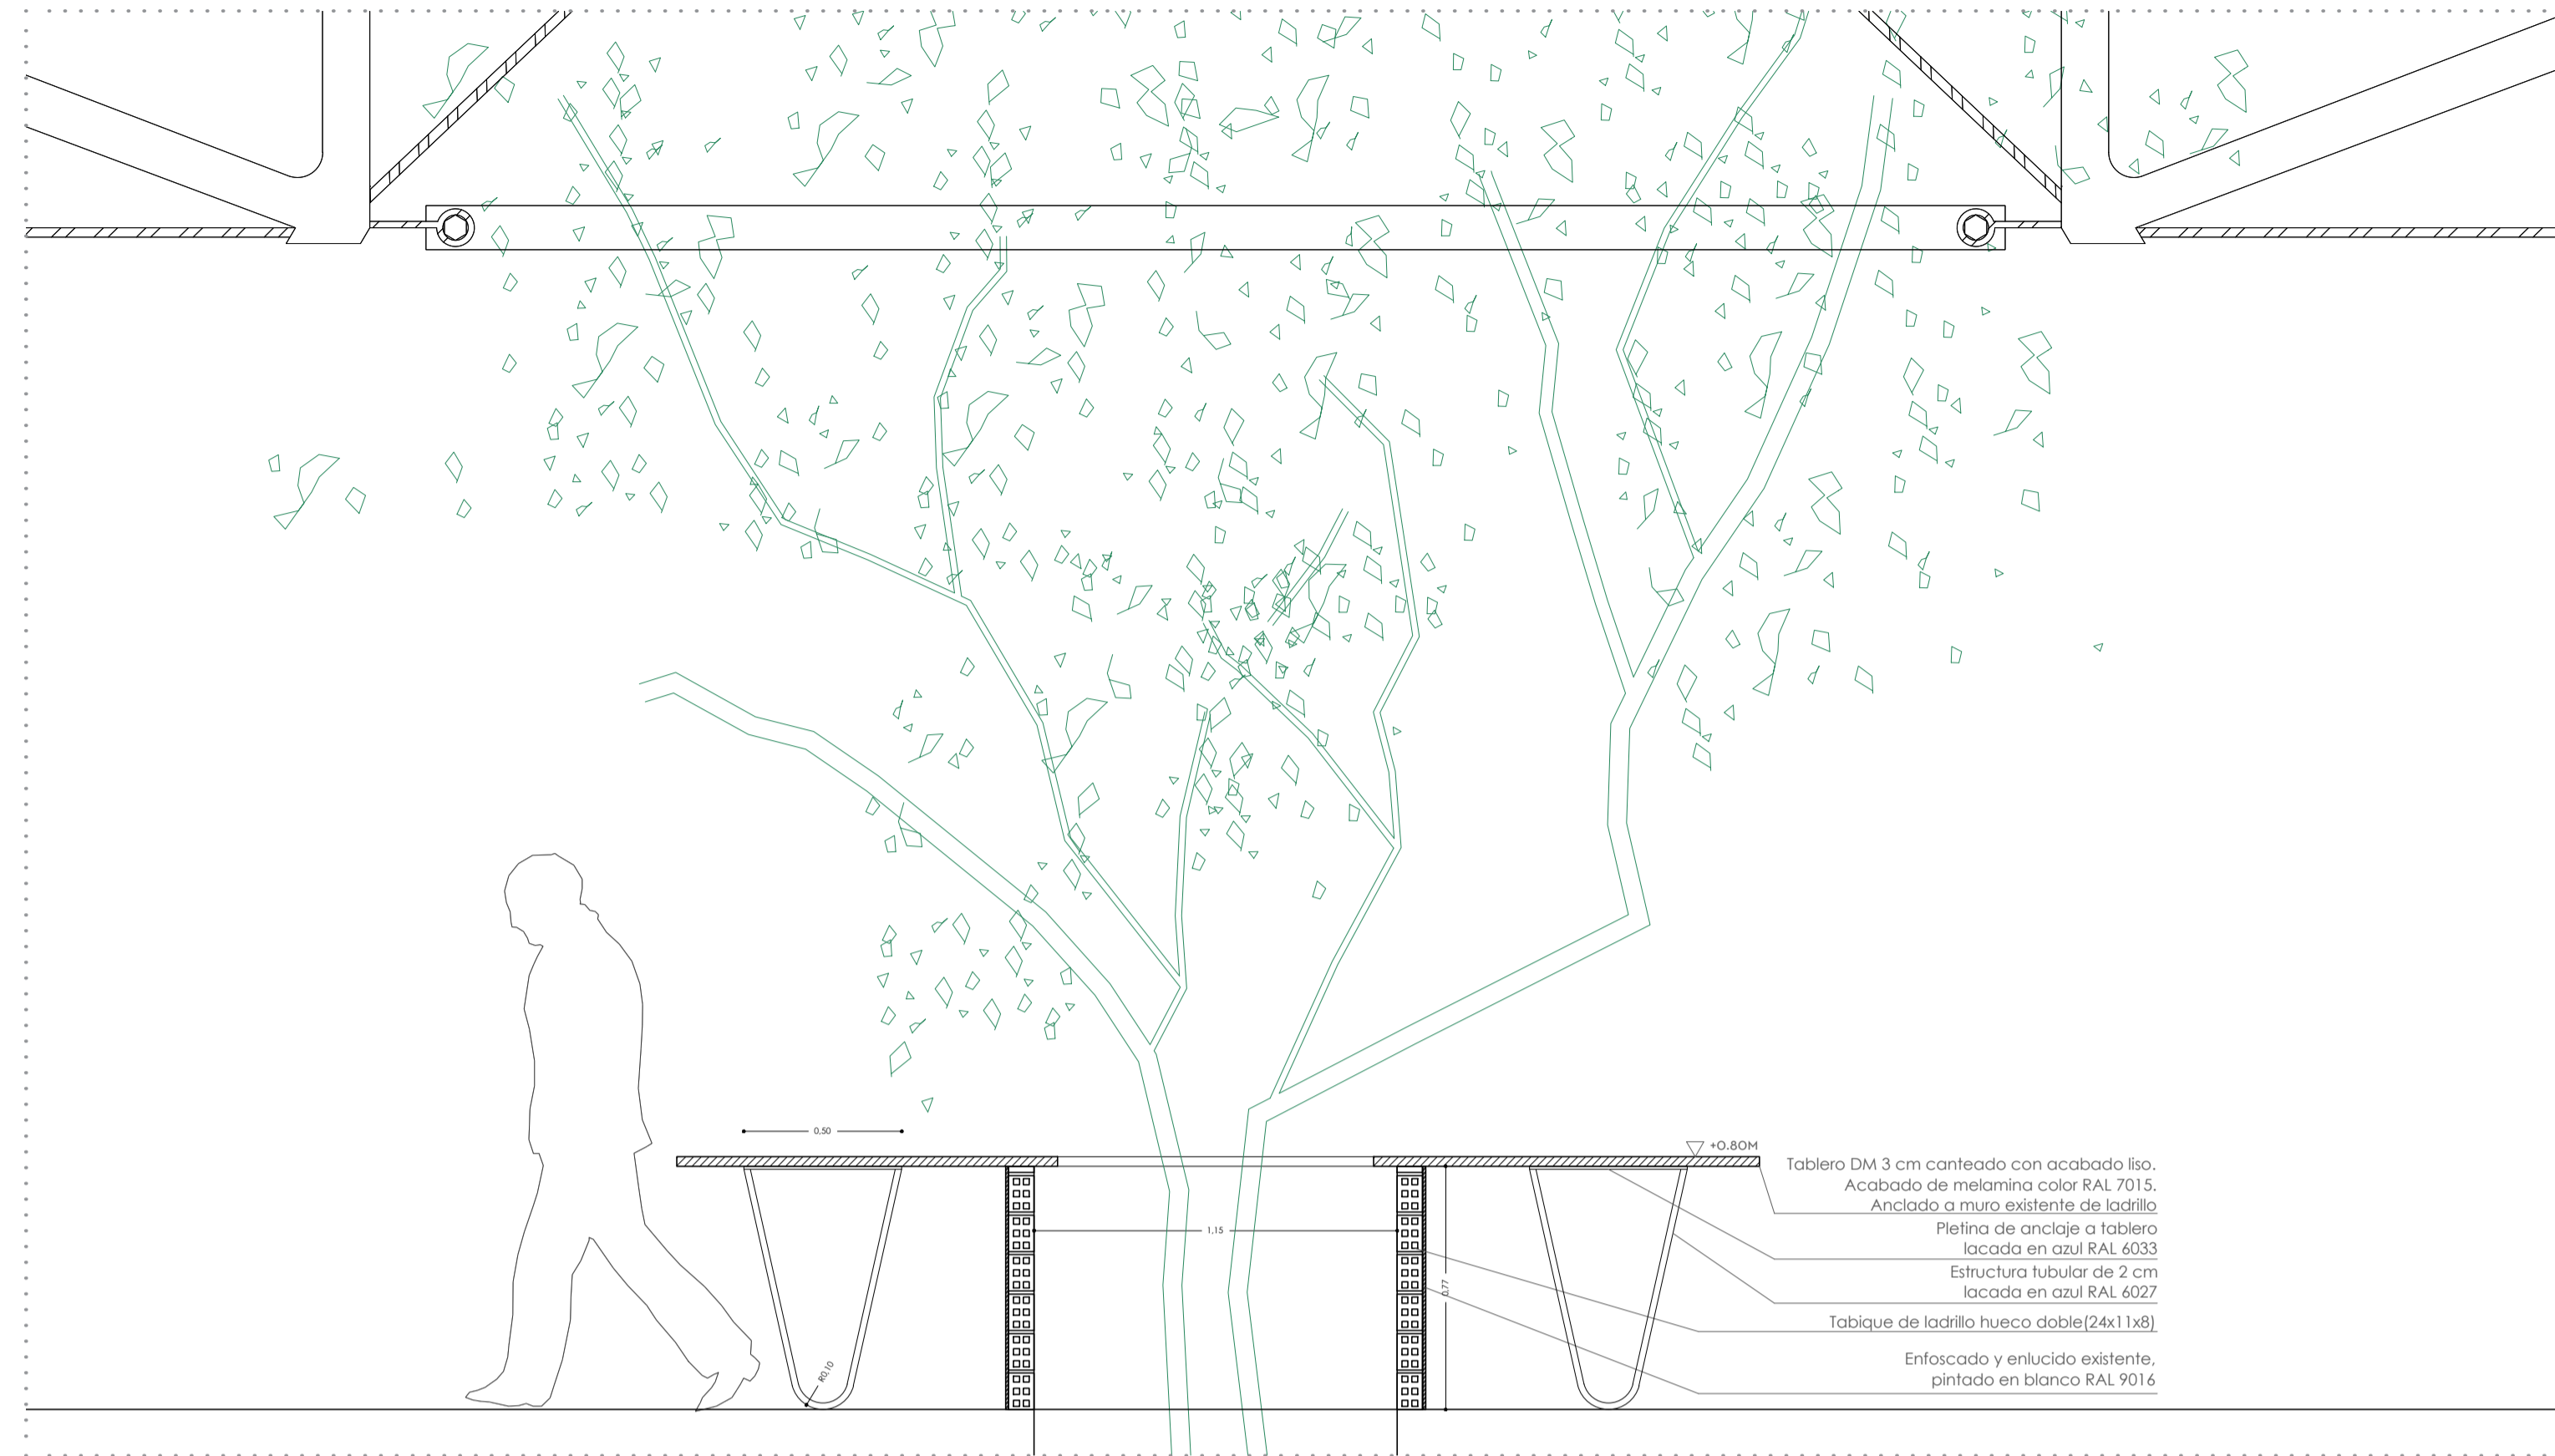 0,50
+0.80M
Tablero DM 3 cm canteado con acabado liso.
Acabado de melamina color RAL 7015.
Anclado a muro existente de ladrillo
Pletina de anclaje a tablero
lacada en azul RAL 6033
Estructura tubular de 2 cm
lacada en azul RAL 6027
Tabique de ladrillo hueco doble(24x11x8)
Enfoscado y enlucido existente,
pintado en blanco RAL 9016
1,15
0,77
R0,10